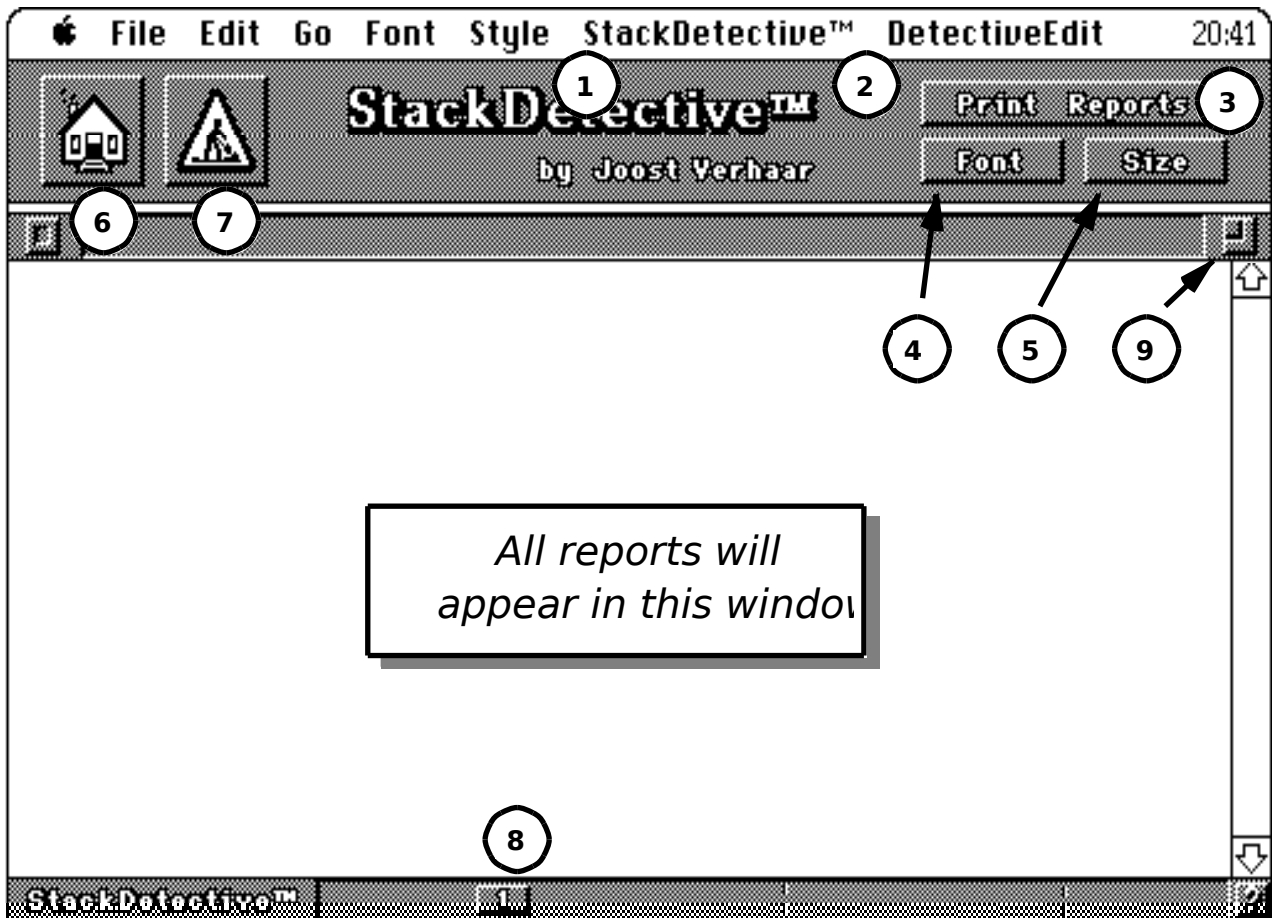 File Edit Go Font Style StackDetective™ DetectiveEdit 20:41
1 2
StackDetective™ Print Reports 3
by Joost Verhaar Font Size
6 7
4 5 9
All reports will
appear in this window
8
StackDetective™ 1 ?